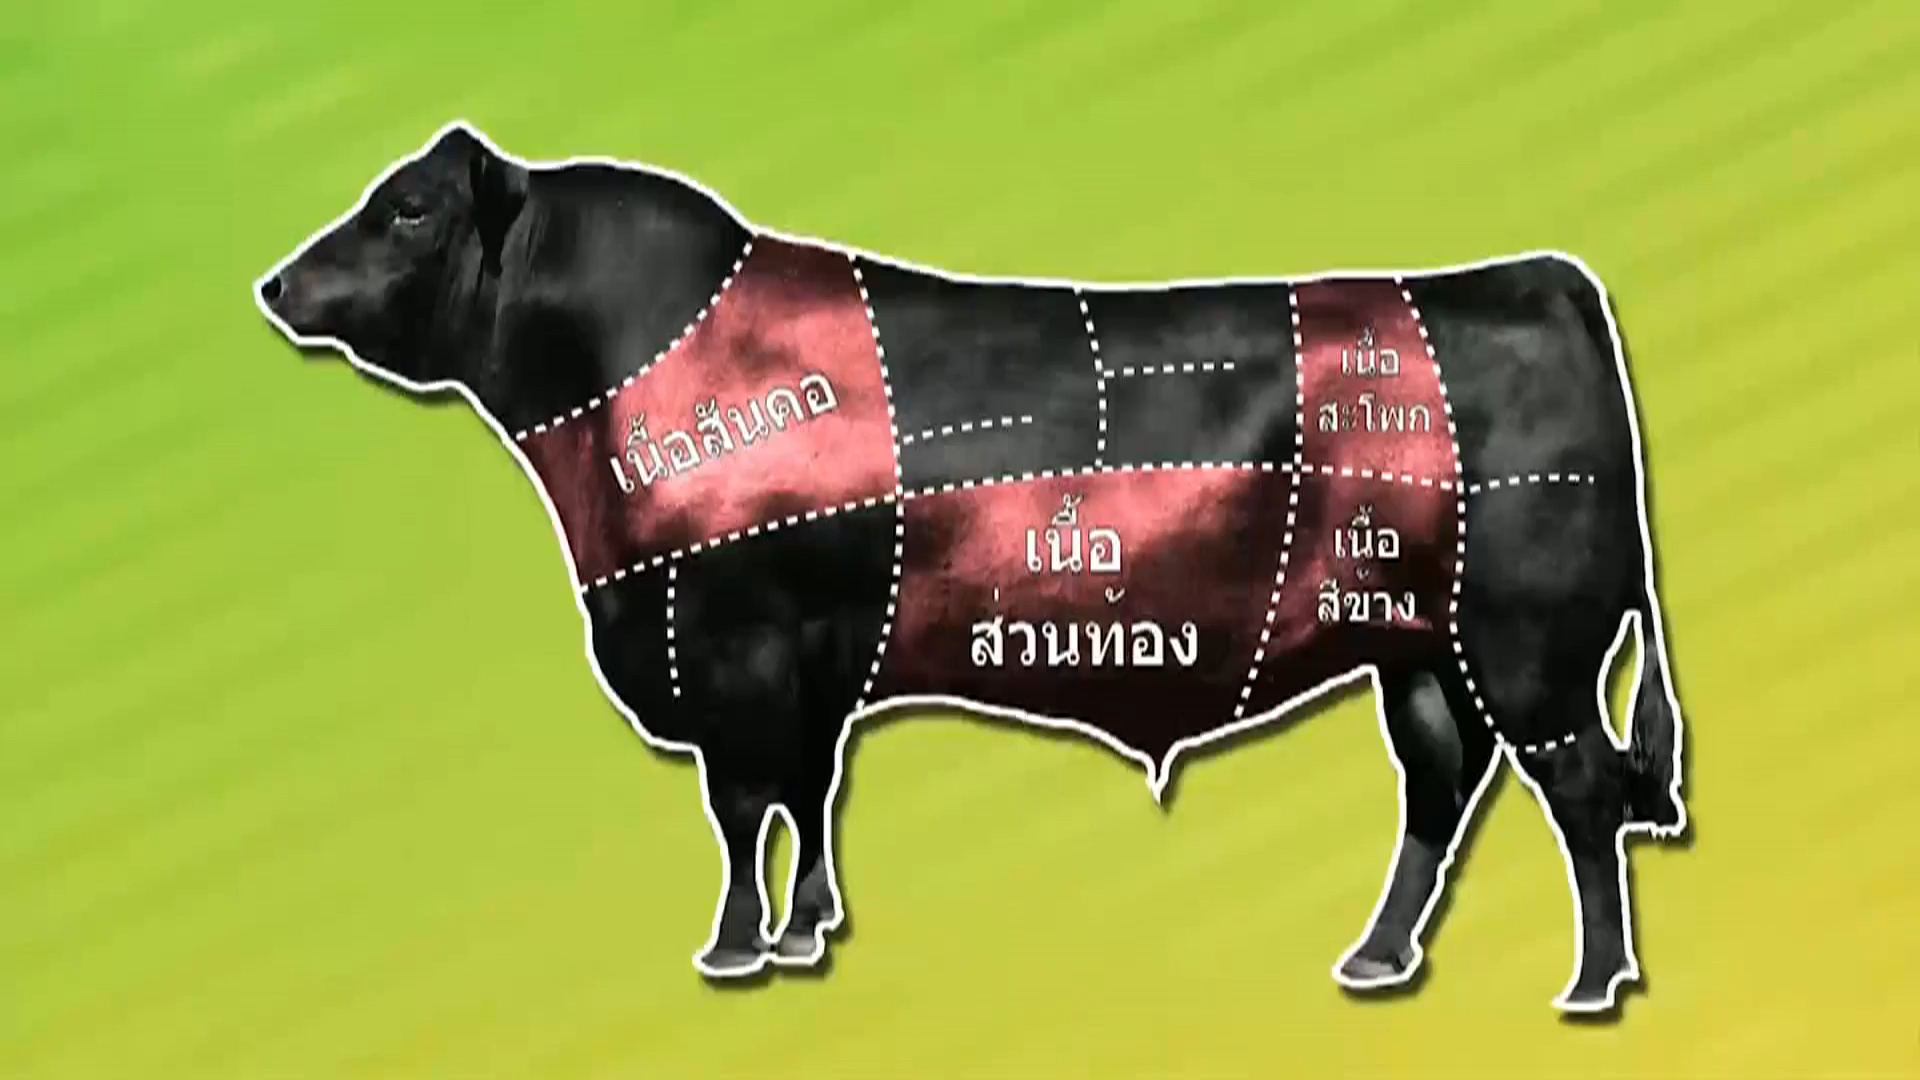 เนื้อสันคอ
เนื้อ
สะโพก
เนื้อ
ส่วนท้อง
เนื้อ
สีข้าง